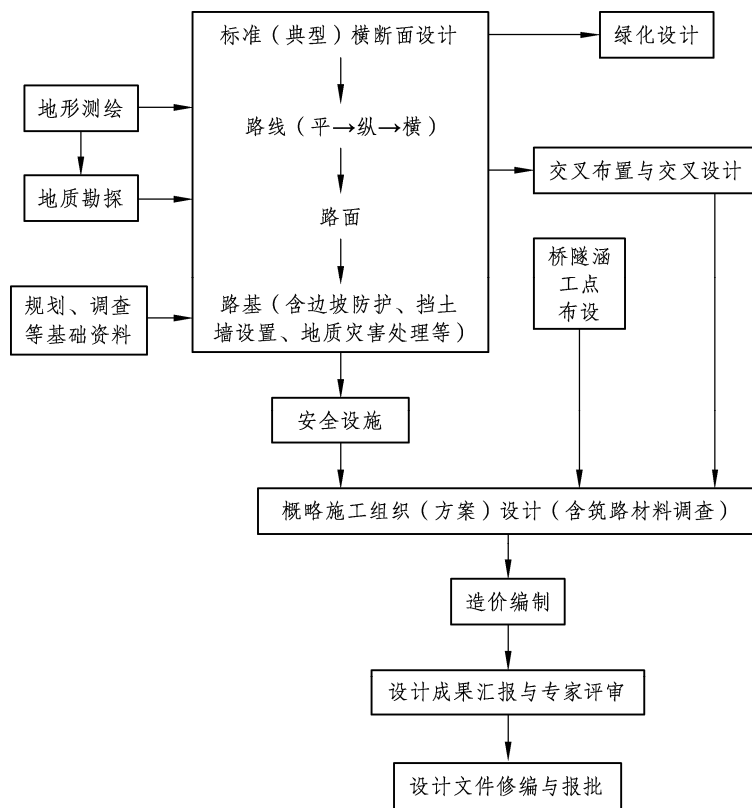 标准（典型）横断面设计
绿化设计
地形测绘
路线（平→纵→横）
交叉布置与交叉设计
地质勘探
路面
桥隧涵
工点
布设
规划、调查
等基础资料
路基（含边坡防护、挡土
墙设置、地质灾害处理等）
安全设施
概略施工组织（方案）设计（含筑路材料调查）
造价编制
设计成果汇报与专家评审
设计文件修编与报批